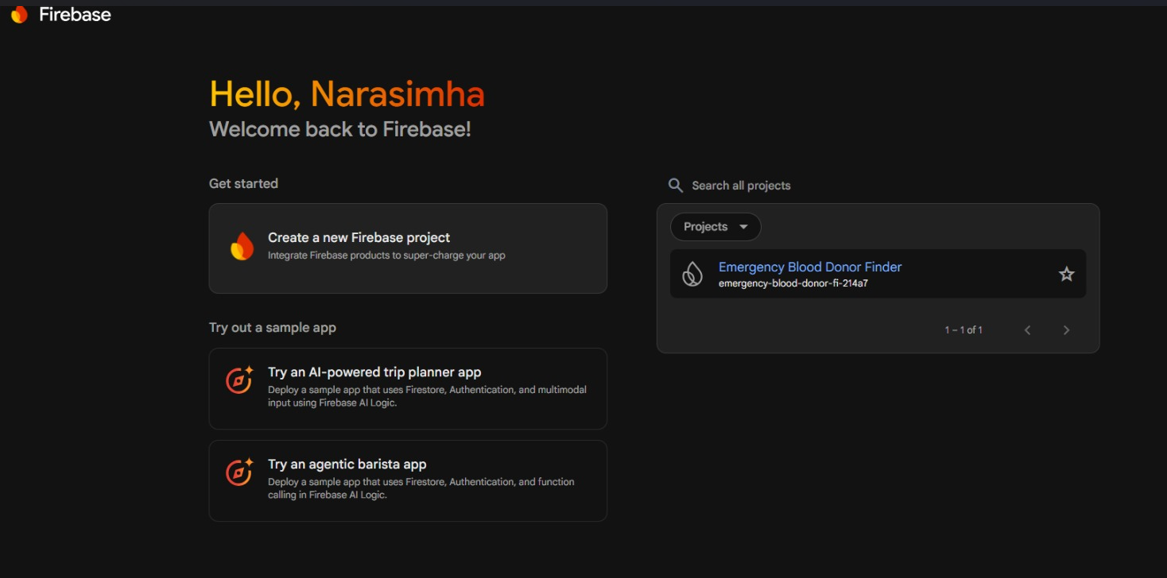 Firebase
Hello, Narasimha
Welcome back to Firebase!
Get started
Create a new Firebase project
Integrate Firebase products to super-charge your app
Try out a sample app
Try an AI-powered trip planner app
Deploy a sample app that uses Firestore, Authentication, and multimodal
input using Firebase AI Logic.
Try an agentic barista app
Deploy a sample app that uses Firestore, Authentication, and function
calling in Firebase AI Logic.
Search all projects
Projects
Emergency Blood Donor Finder
emergency-blood-donor-fi-214a7
1 – 1 of 1